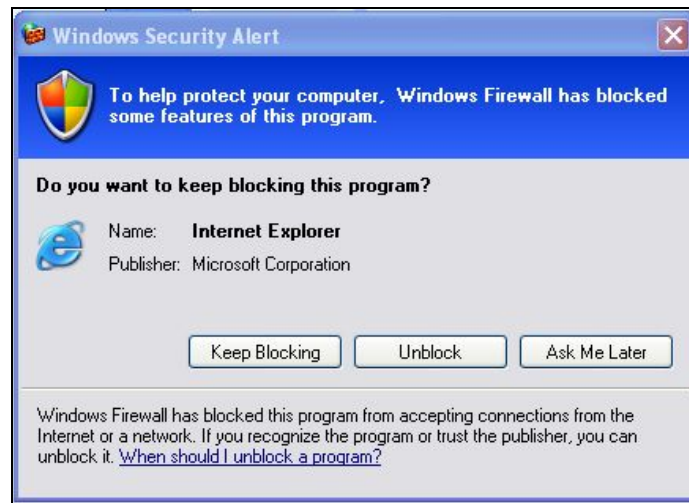 Windows Security Alert
To help protect your computer, Windows Firewall has blocked
some features of this program.
Do you want to keep blocking this program?
Name: Internet Explorer
Publisher: Microsoft Corporation
Keep Blocking Unblock Ask Me Later
Windows Firewall has blocked this program from accepting connections from the
Internet or a network. If you recognize the program or trust the publisher, you can
unblock it. When should I unblock a program?